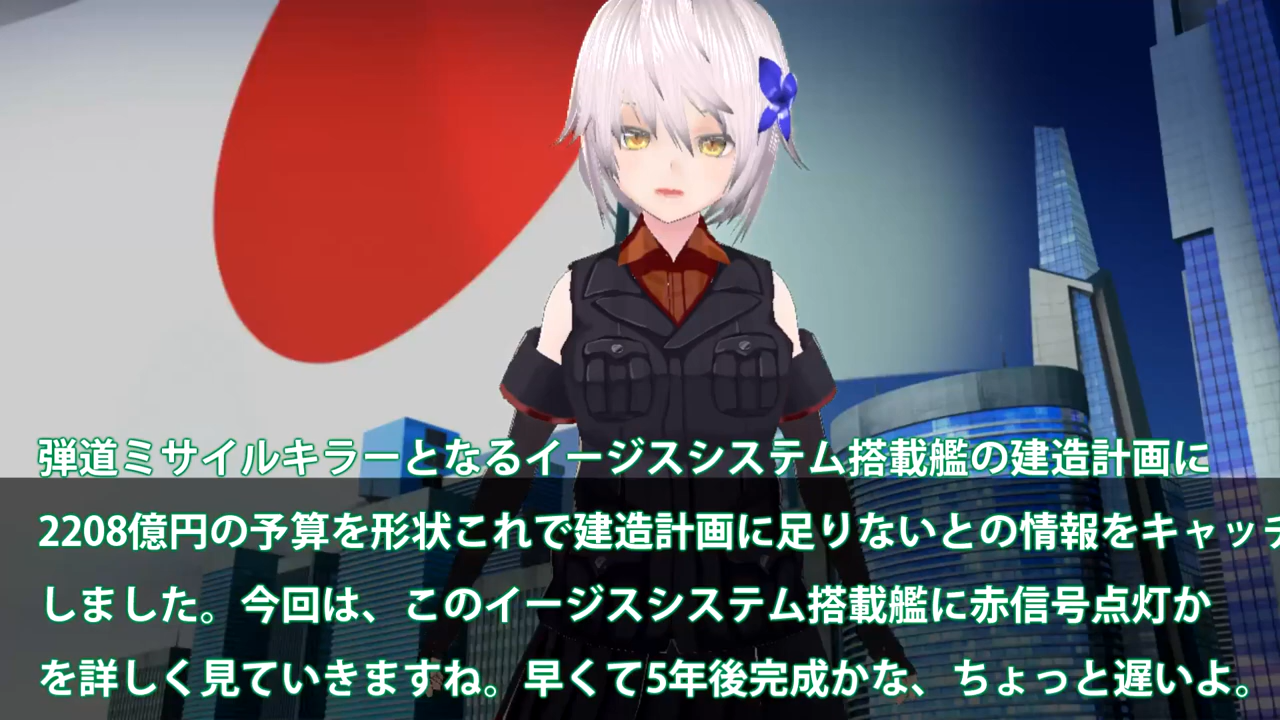 弾道ミサイルキラーとなるイージスシステム搭載艦の建造計画に
2208億円の予算を形状これで建造計画に足りないとの情報をキャッチ
しました。今回は、このイージスシステム搭載艦に赤信号点灯か
を詳しく見ていきますね。早くて5年後完成かな、ちょっと遅いよ。